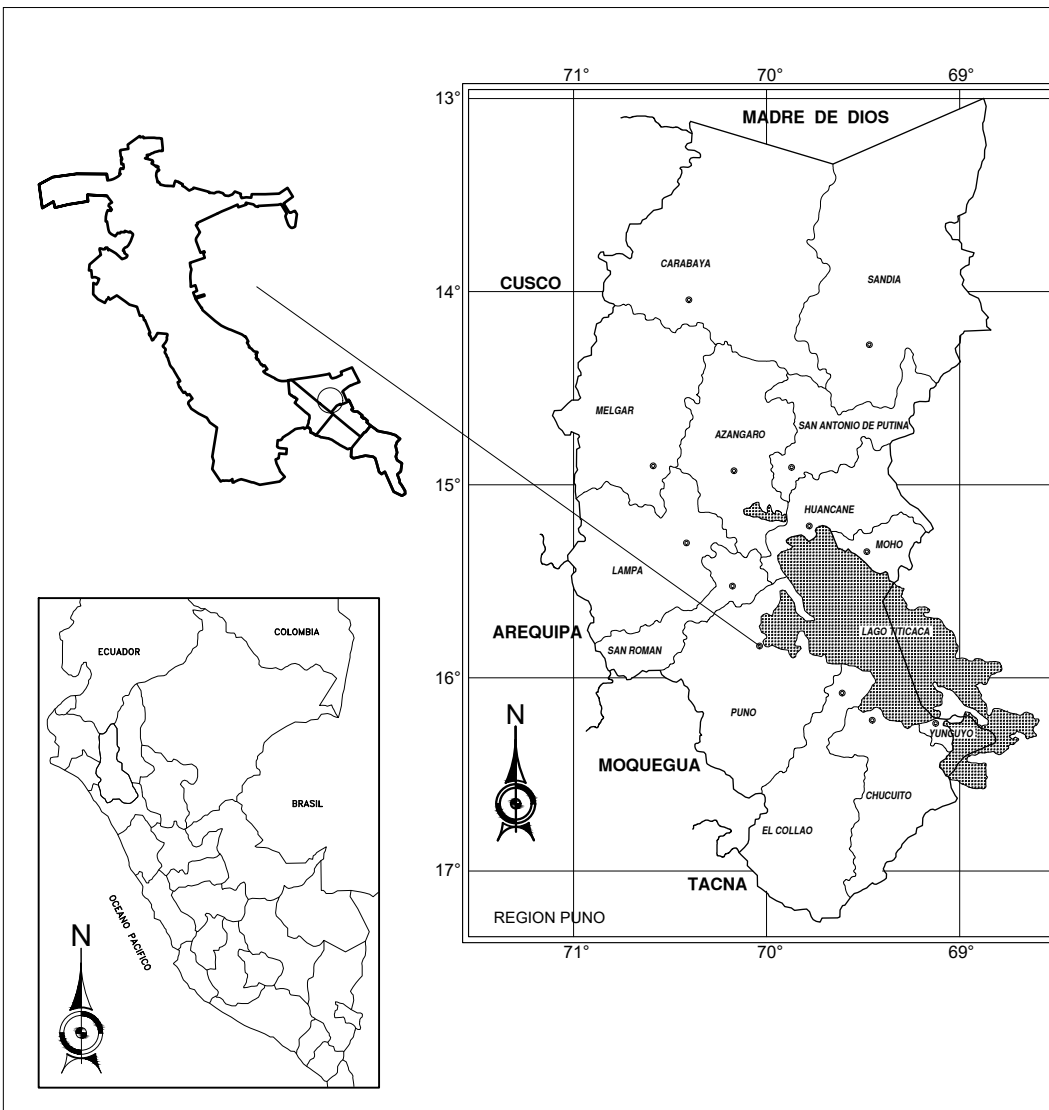 71° 70° 69°
13°
MADRE DE DIOS
CARABAYA
SANDIA
CUSCO
14°
MELGAR
AZANGARO
SAN ANTONIO DE PUTINA
15°
HUANCANE
MOHO
LAMPA
AREQUIPA
LAGO TITICACA
SAN ROMAN
16°
PUNO
YUNGUYO
N
MOQUEGUA
CHUCUITO
EL COLLAO
17°
TACNA
REGION PUNO
71° 70° 69°
COLOMBIA
ECUADOR
BRASIL
OCEANO PACIFICO
N